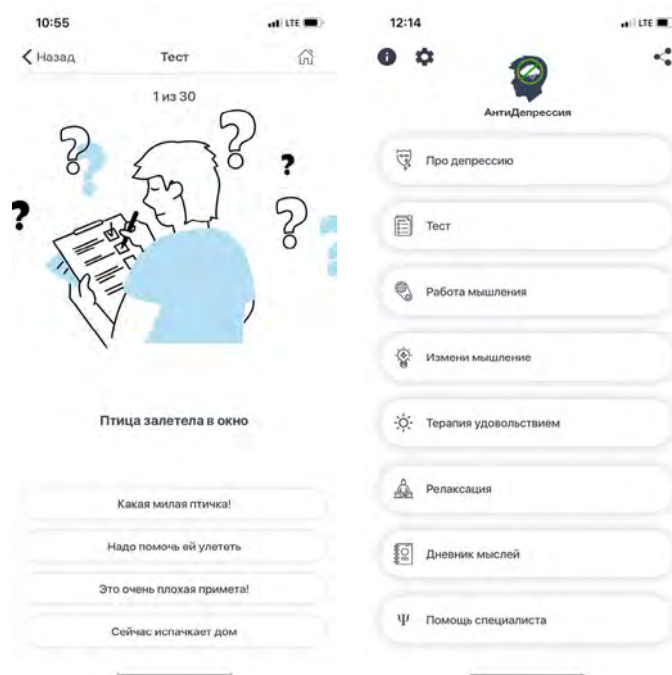 10:55
LTE
Назад
Тест
1 из 30
Птица залетела в окно
Какая милая птичка!
Надо помочь ей улететь
Это очень плохая примета!
Сейчас испачкает дом
12:14
LTE
АнтиДепрессия
Про депрессию
Тест
Работа мышления
Измени мышление
Терапия удовольствием
Релаксация
Дневник мыслей
Ψ Помощь специалиста